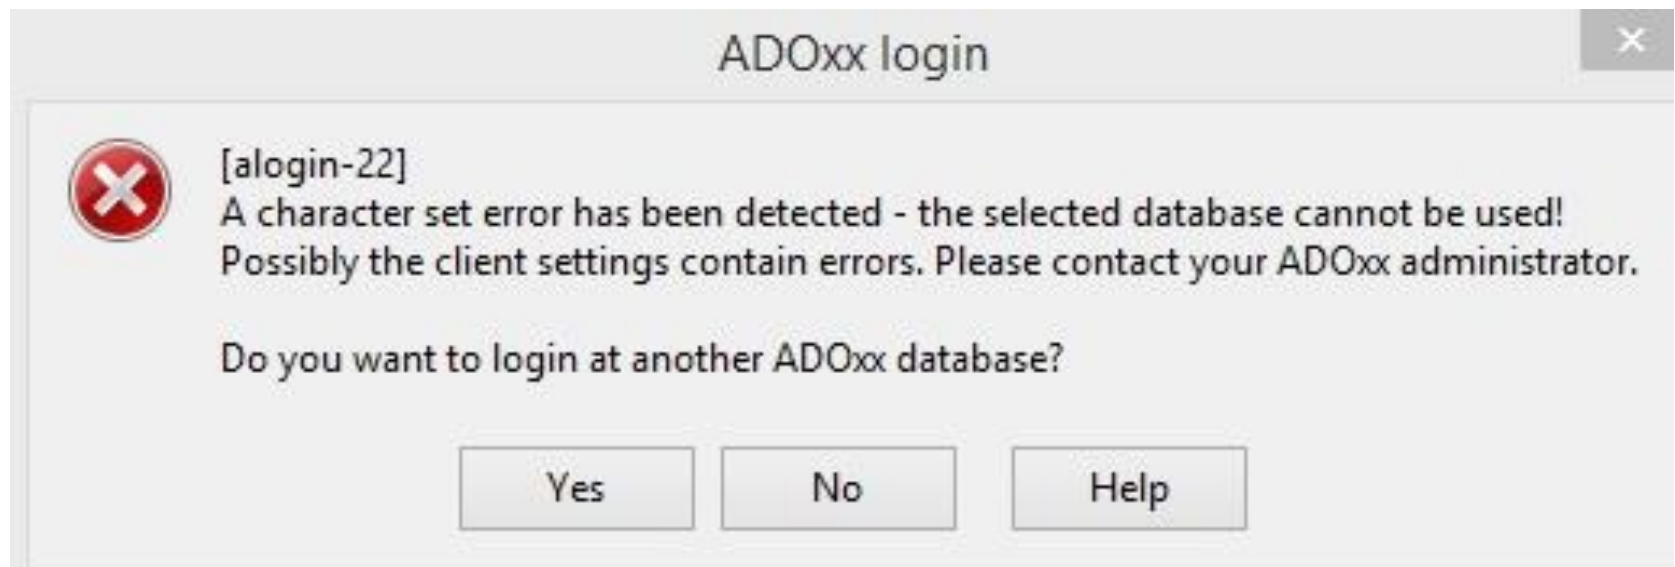 ADOxx login
[alogin-22]
A character set error has been detected - the selected database cannot be used!
Possibly the client settings contain errors. Please contact your ADOxx administrator.
Do you want to login at another ADOxx database?
Yes No Help